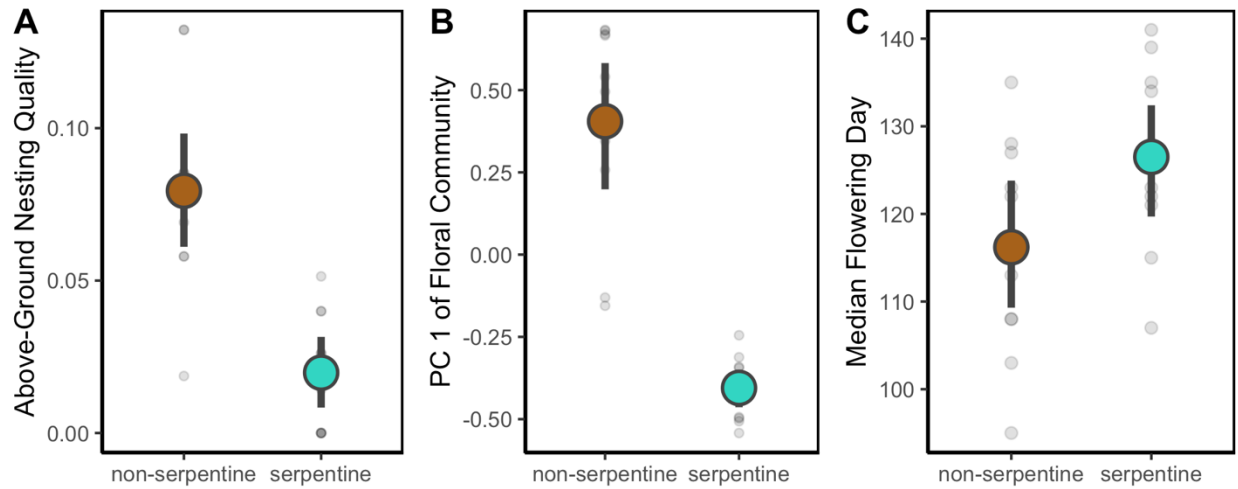 A
Above-Ground Nesting Quality
0.10
0.05
0.00
non-serpentine serpentine
B
PC 1 of Floral Community
0.50
0.25
0.00
-0.25
-0.50
non-serpentine serpentine
C
Median Flowering Day
140
130
120
110
100
non-serpentine serpentine